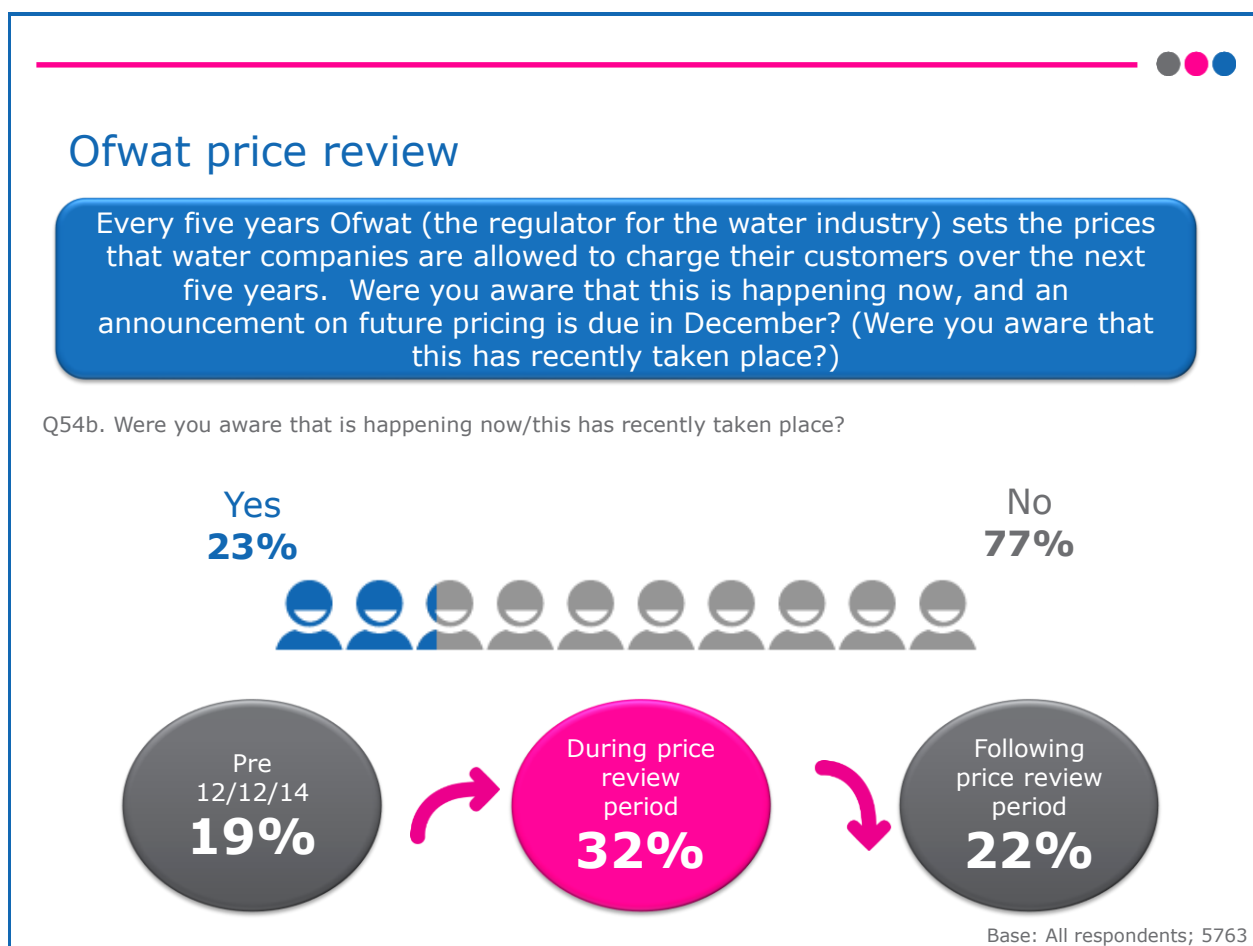 Ofwat price review
Every five years Ofwat (the regulator for the water industry) sets the prices
that water companies are allowed to charge their customers over the next
five years.  Were you aware that this is happening now, and an
announcement on future pricing is due in December? (Were you aware that
this has recently taken place?)
Q54b. Were you aware that is happening now/this has recently taken place?
Yes
23%
No
77%
Pre
12/12/14
19%
During price
review
period
32%
Following
price review
period
22%
Base: All respondents; 5763